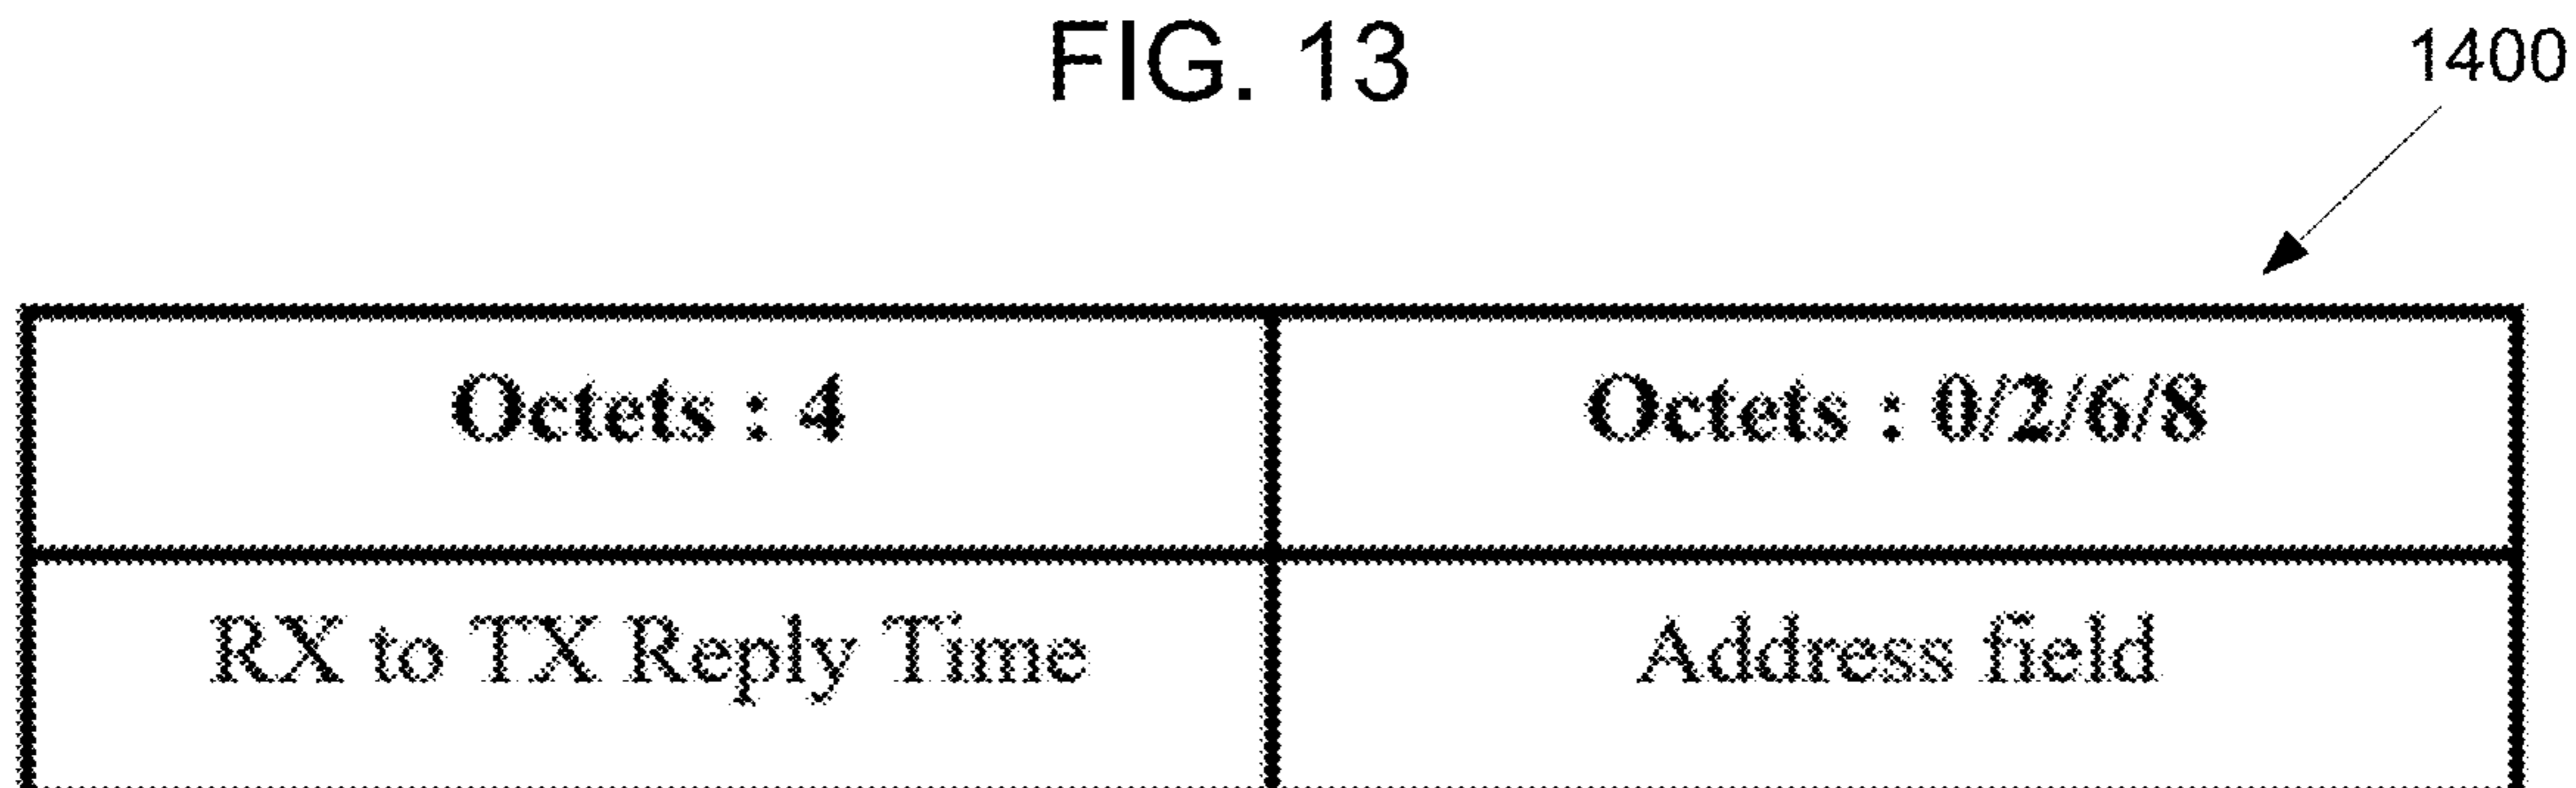 FIG. 13
1400
Octets : 4
Octets : 0/2/6/8
RX to TX Reply Time
Address field